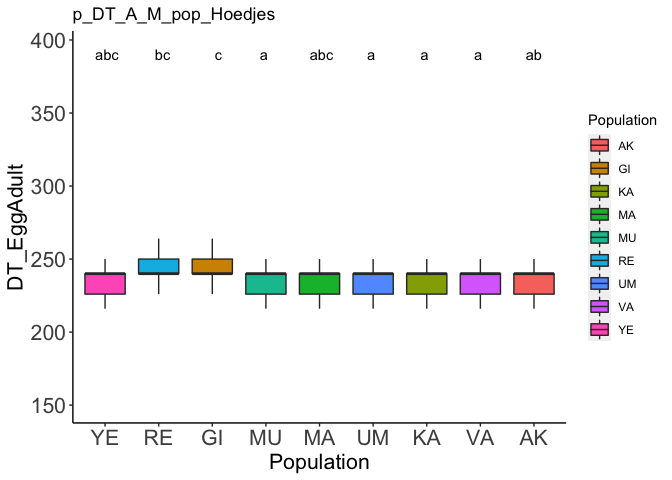 p_DT_A_M_pop_Hoedjes
400
abc bc c a abc a a a ab
350
300
250
200
150
DT_EggAdult
YE RE GI MU MA UM KA VA AK
Population
Population
AK
GI
KA
MA
MU
RE
UM
VA
YE